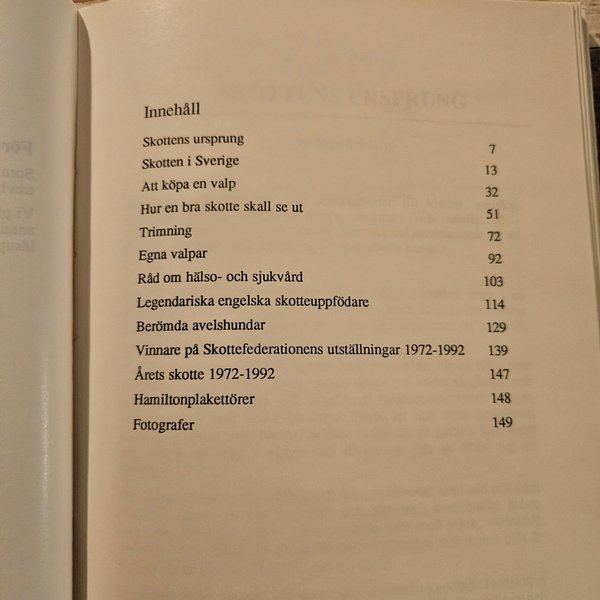 Innehåll
Skottens ursprung 7
Skotten i Sverige 13
Att köpa en valp 32
Hur en bra skotte skall se ut 51
Trimning 72
Egna valpar 92
Råd om hälso- och sjukvård 103
Legendariska engelska skotteuppfödare 114
Berömda avelshundar 129
Vinnare på Skottefederationens utställningar 1972-1992 139
Årets skotte 1972-1992 147
Hamiltonplakettörer 148
Fotografer 149